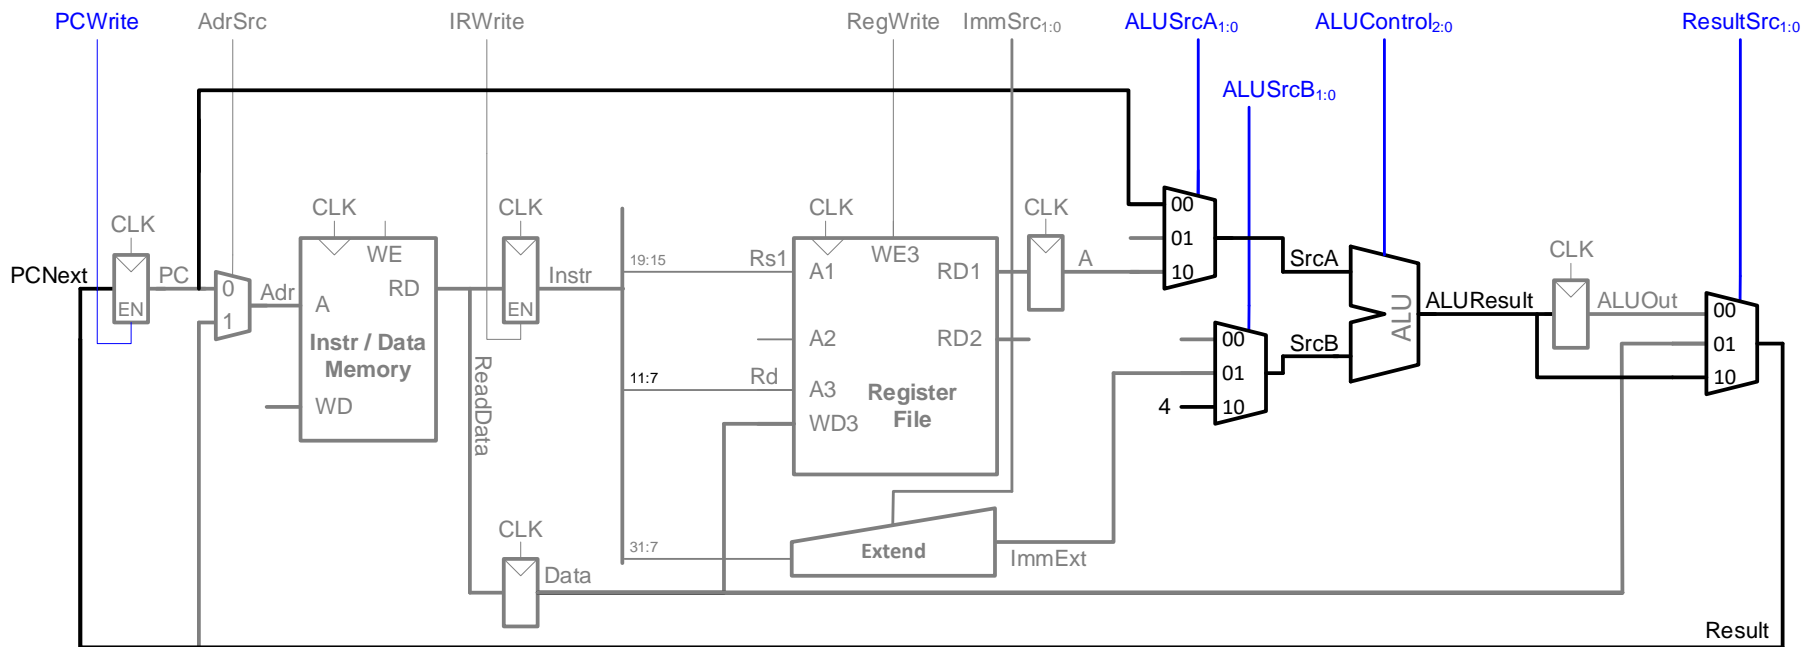 PCWrite
AdrSrc
IRWrite
RegWrite
ImmSrc1:0
ALUSrcA1:0
ALUControl2:0
ResultSrc1:0
ALUSrcB1:0
CLK
CLK
CLK
CLK
CLK
00
01
10
PCNext
EN
PC
0
1
Adr
WE
A
RD
Instr / Data
Memory
WD
EN
Instr
ReadData
19:15
Rs1
A1
WE3
RD1
A
A2
RD2
11:7
Rd
A3
Register
File
WD3
SrcA
00
01
10
4
SrcB
ALU
ALUResult
CLK
ALUOut
00
01
10
CLK
Data
31:7
Extend
ImmExt
Result